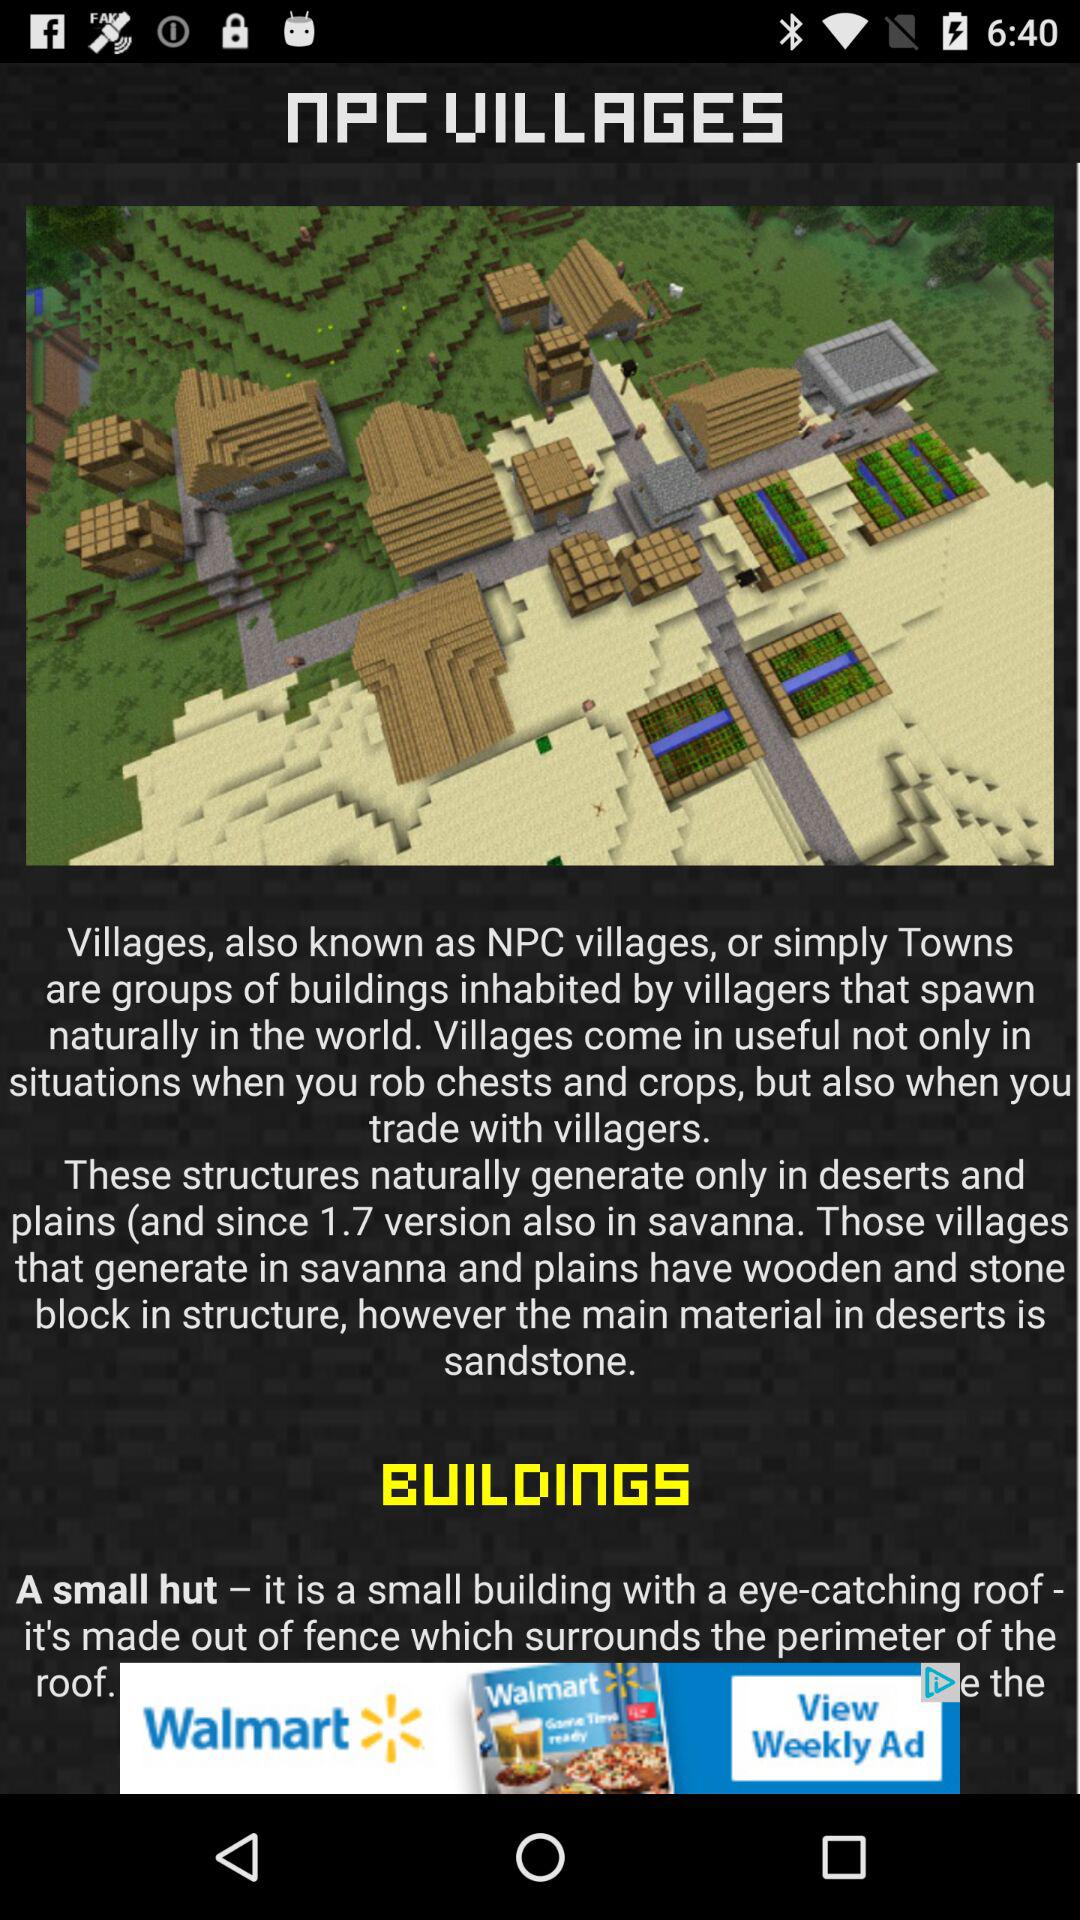 FAKE
6:40
NPC VILLAGES
Villages, also known as NPC villages, or simply Towns
are groups of buildings inhabited by villagers that spawn
naturally in the world. Villages come in useful not only in
situations when you rob chests and crops, but also when you
trade with villagers.
These structures naturally generate only in deserts and
plains (and since 1.7 version also in savanna. Those villages
that generate in savanna and plains have wooden and stone
block in structure, however the main material in deserts is
sandstone.
BUILDINGS
A small hut – it is a small building with a eye-catching roof -
it's made out of fence which surrounds the perimeter of the
roof. e the
Walmart
Walmart
Game Time
ready
View
Weekly Ad